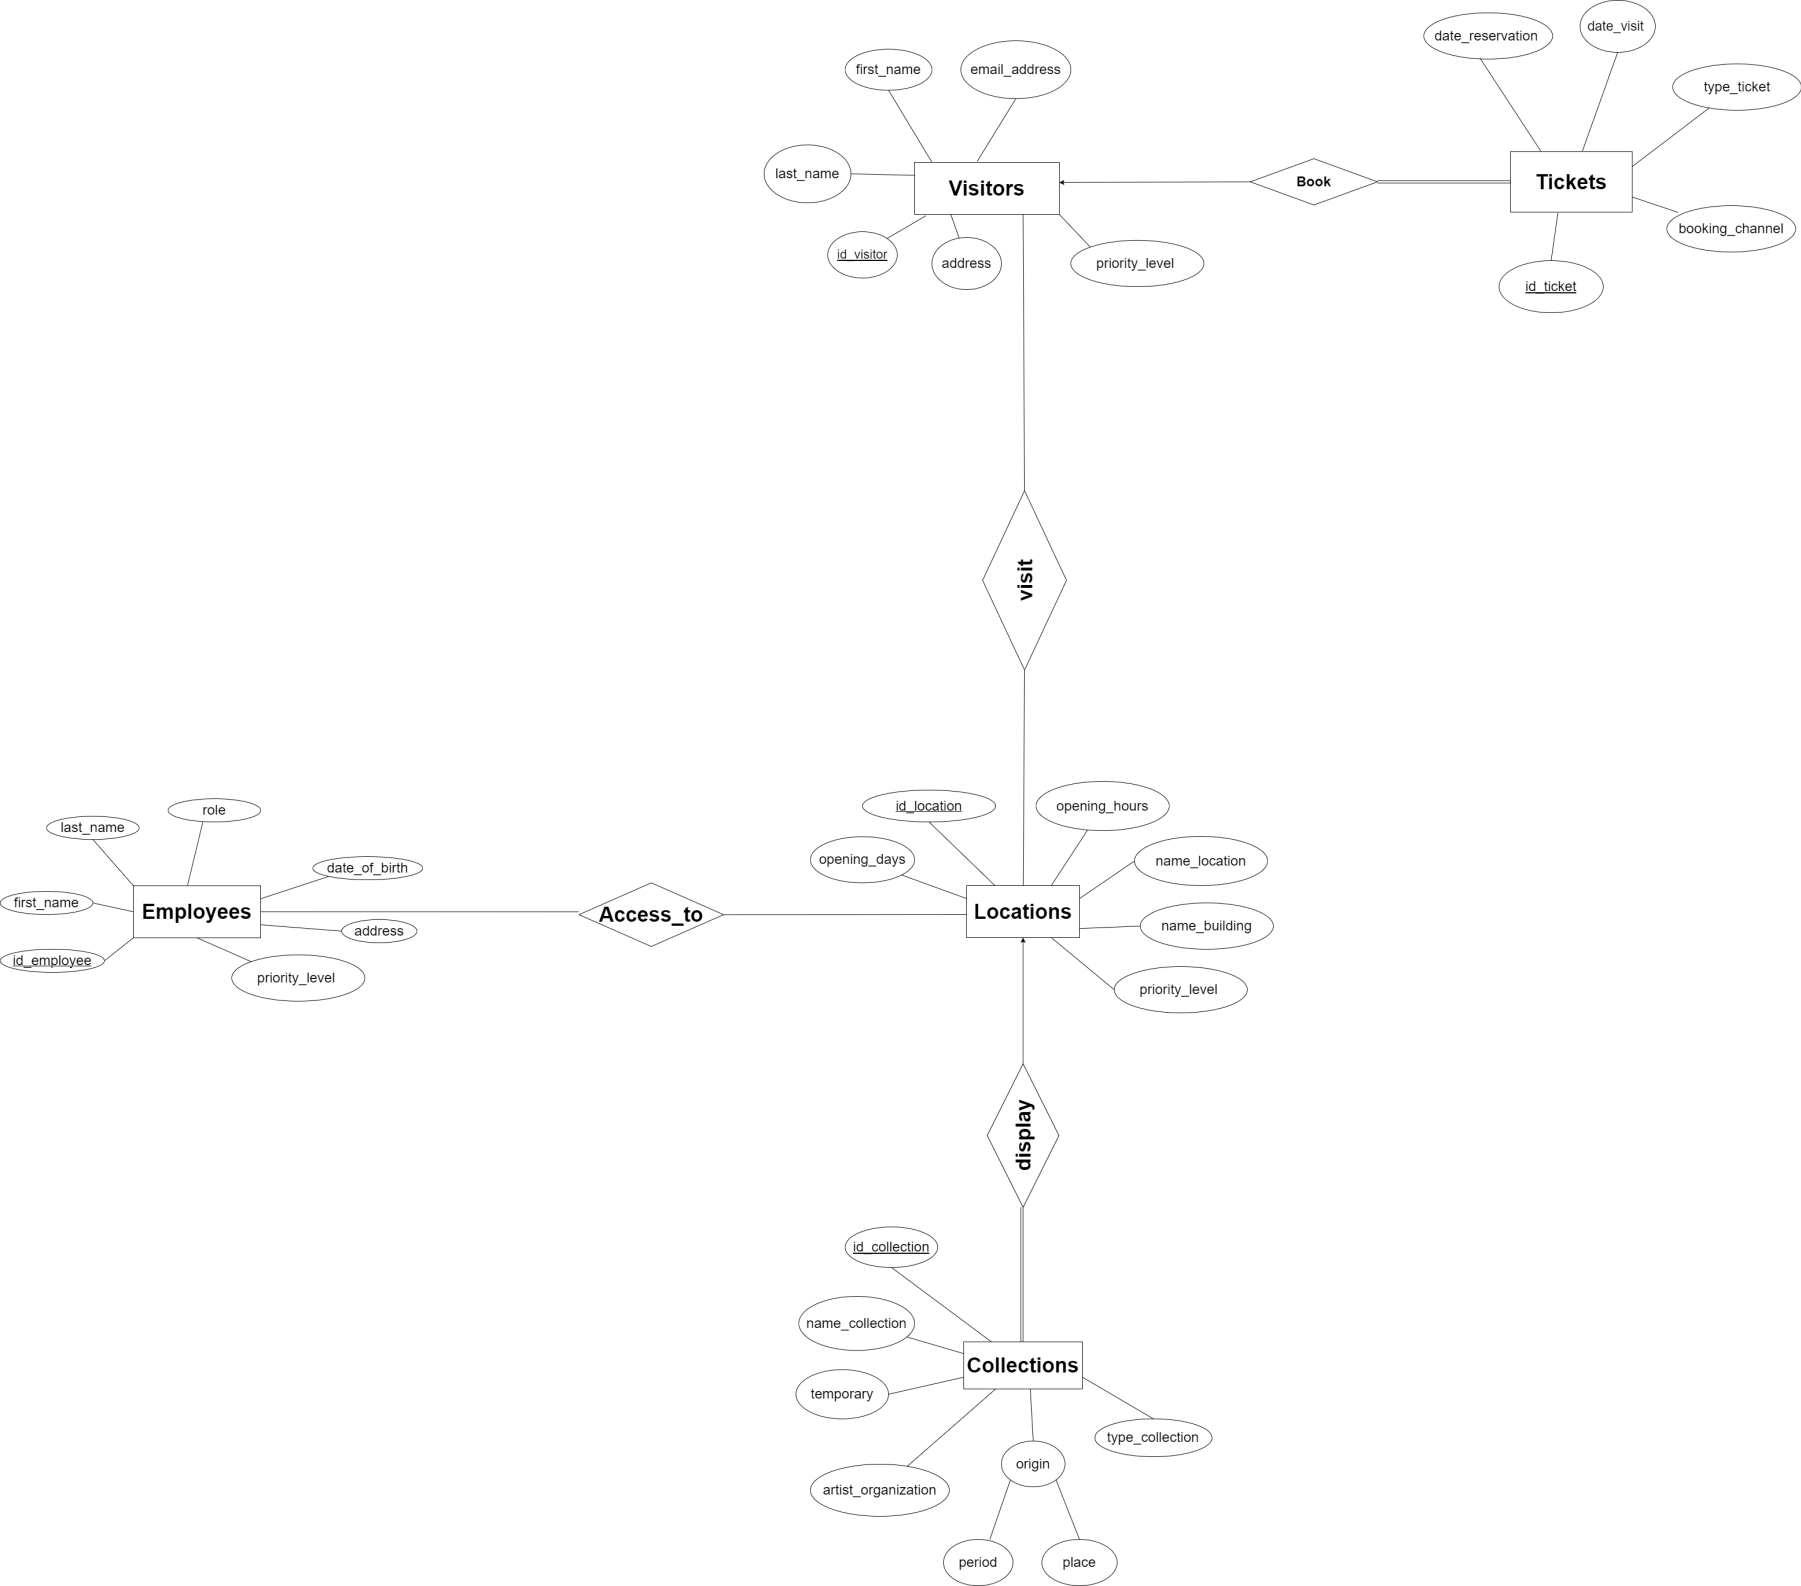 date_visit
date_reservation
first_name
email_address
type_ticket
last_name
Visitors
Book
Tickets
booking_channel
id_visitor
address
priority_level
id_ticket
visit
id_location
opening_hours
role
last_name
opening_days
name_location
date_of_birth
first_name
Employees
Access_to
Locations
name_building
address
id_employee
priority_level
priority_level
display
id_collection
name_collection
Collections
temporary
type_collection
origin
artist_organization
period
place